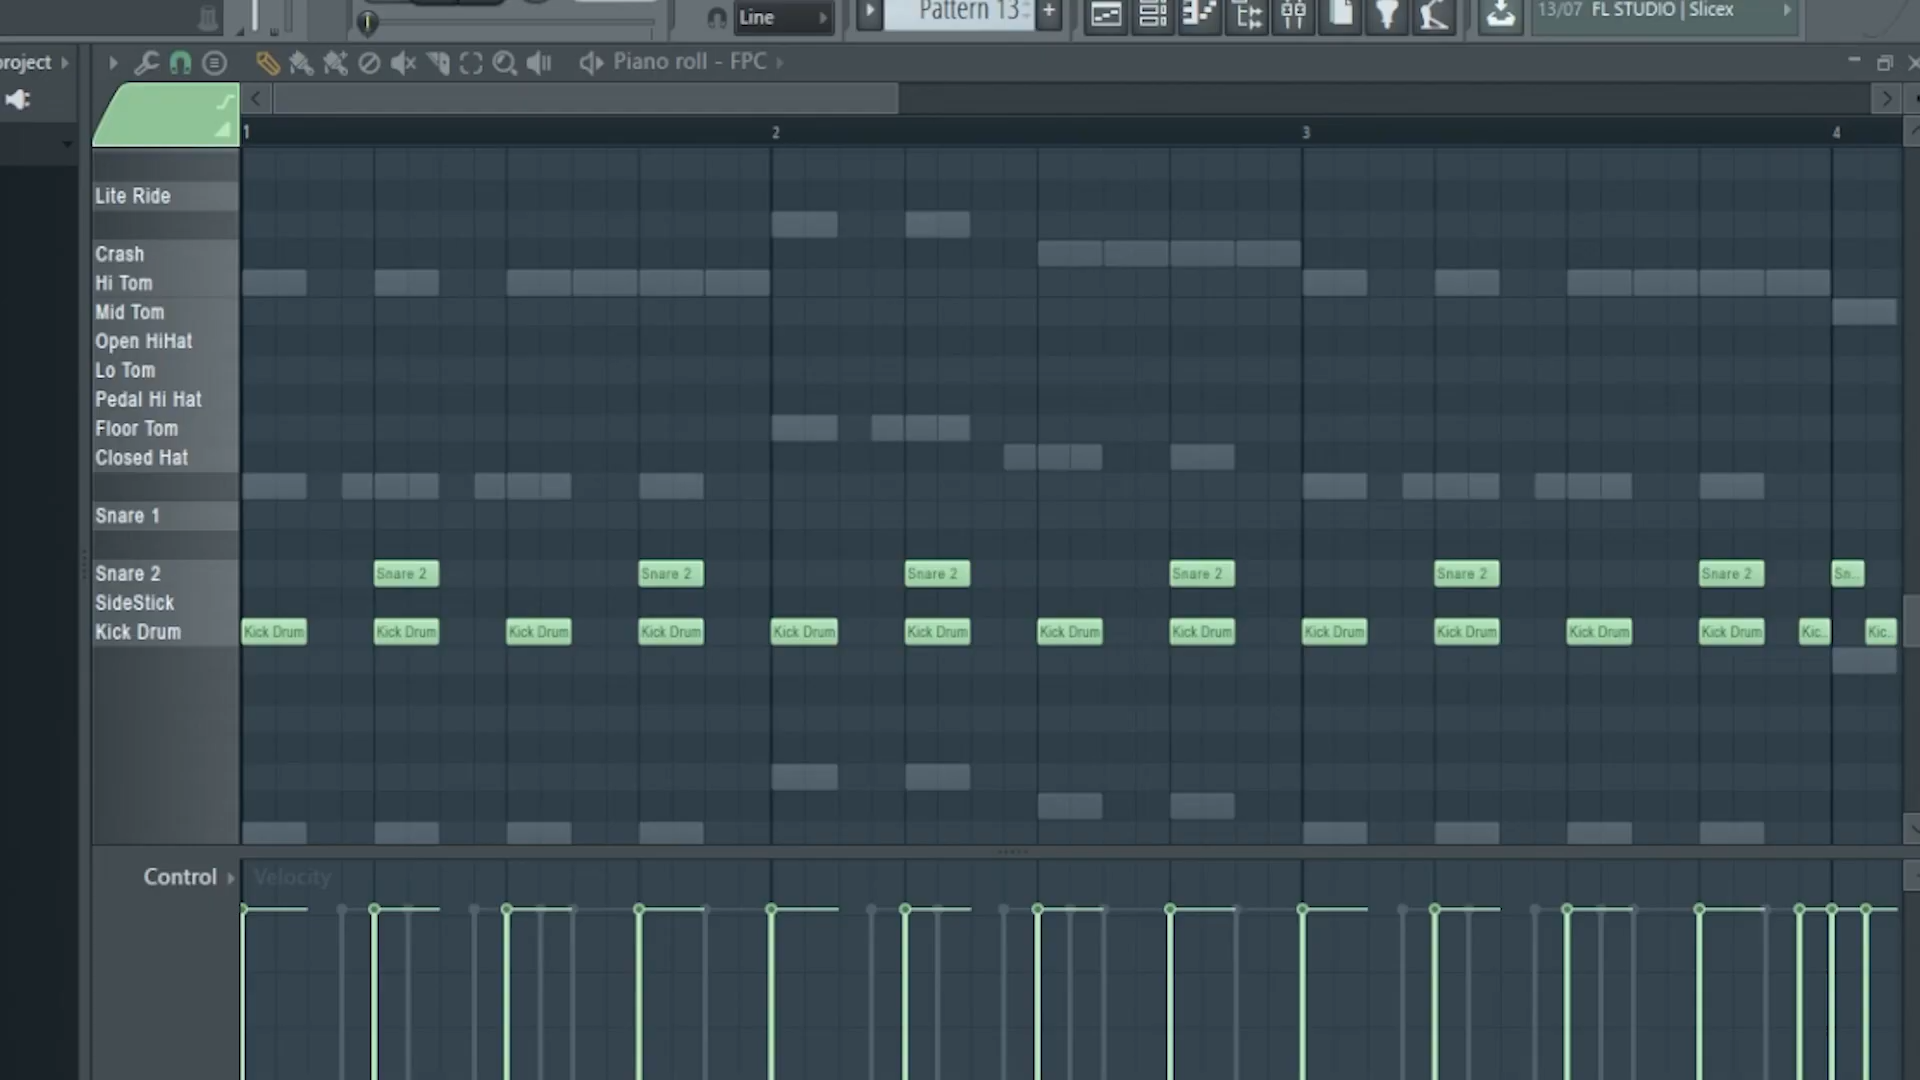 Line
Pattern 13
+
13/07 FL STUDIO | Slicex
roject
Piano roll - FPC
1 2 3 4
Lite Ride
Crash
Hi Tom
Mid Tom
Open HiHat
Lo Tom
Pedal Hi Hat
Floor Tom
Closed Hat
Snare 1
Snare 2
Snare 2 Snare 2 Snare 2 Snare 2 Snare 2 Snare 2 Sn...
SideStick
Kick Drum
Kick Drum Kick Drum Kick Drum Kick Drum Kick Drum Kick Drum Kick Drum Kick Drum Kick Drum Kick Drum Kick Drum Kick Drum Kic... Kic...
Control Velocity